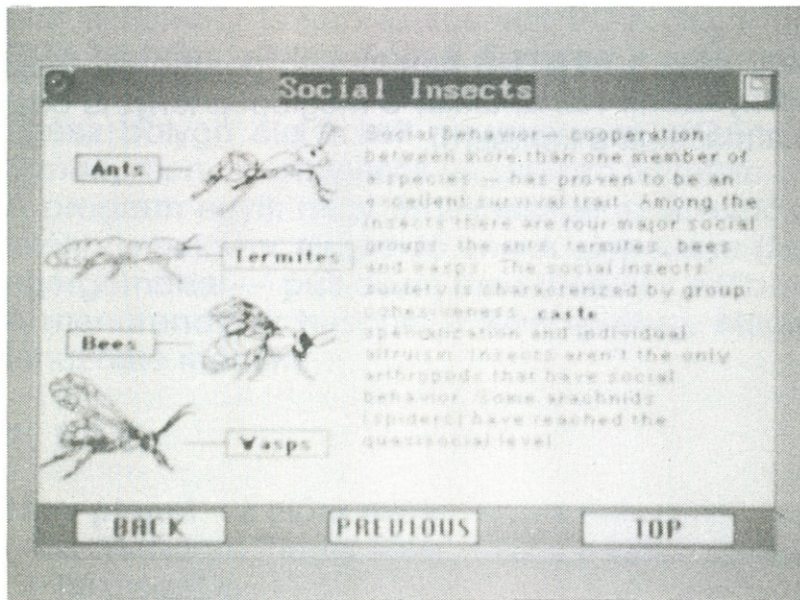 Social Insects
Ants
Termites
Bees
Wasps
Social Behavior — cooperation
between more than one member of
a species — has proven to be an
excellent survival trait. Among the
insects there are four major social
groups: the ants, termites, bees
and wasps. The social insects'
society is characterized by group
cohesiveness, caste
specialization and individual
altruism. Insects aren't the only
arthropods that have social
behavior. Some arachnids
(spiders) have reached the
quasisocial level.
BACK
PREVIOUS
TOP